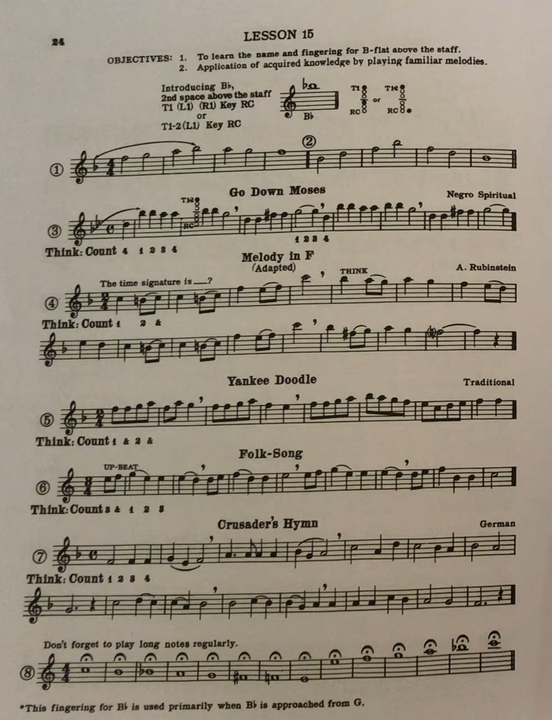 24
LESSON 15
OBJECTIVES: 1. To learn the name and fingering for B-flat above the staff.
2. Application of acquired knowledge by playing familiar melodies.
Introducing B♭,
2nd space above the staff
T1 (L1) (R1) Key RC
or
T1-2 (L1) Key RC
B♭
T1 or T1
RC RC
1 2
Go Down Moses
Negro Spiritual
3
RC
1 2 3 4
Think: Count 4 1 2 3 4
Melody in F
(Adapted)
A. Rubinstein
The time signature is ___?
THINK
4
Think: Count 1 2 &
Yankee Doodle
Traditional
5
Think: Count 1 & 2 &
Folk-Song
UP-BEAT
6
Think: Count 3 & 1 2 3
Crusader's Hymn
German
7
Think: Count 1 2 3 4
Don't forget to play long notes regularly.
8
*This fingering for B♭ is used primarily when B♭ is approached from G.